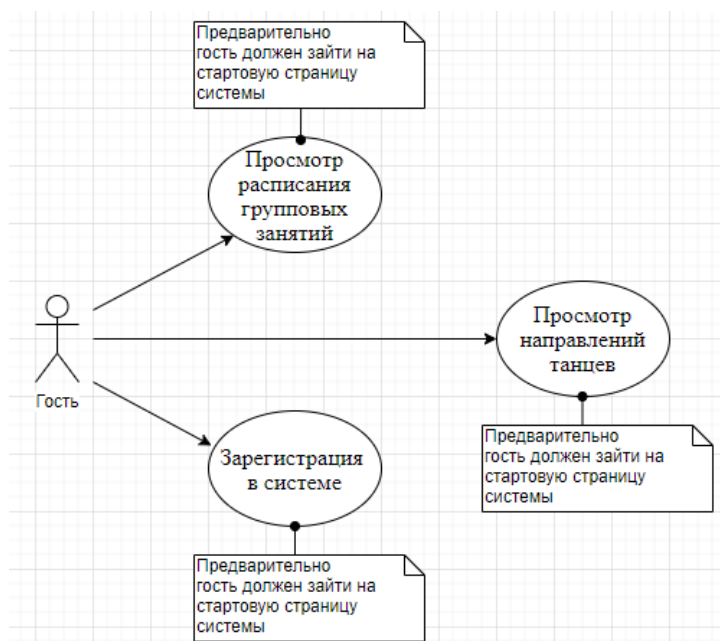 Предварительно
гость должен зайти на
стартовую страницу
системы
Просмотр
расписания
групповых
занятий
Просмотр
направлений
танцев
Гость
Зарегистрация
в системе
Предварительно
гость должен зайти на
стартовую страницу
системы
Предварительно
гость должен зайти на
стартовую страницу
системы